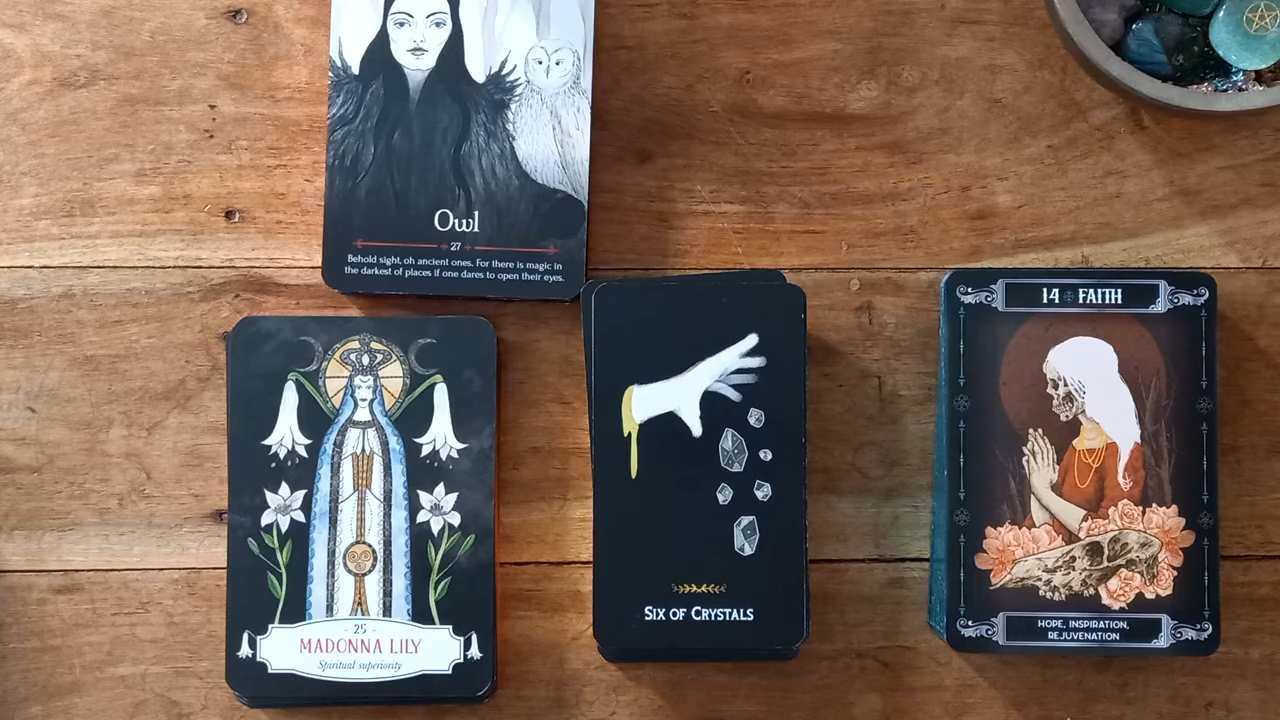 Owl
27
Behold sight, oh ancient ones. For there is magic in
the darkest of places if one dares to open their eyes.
- 25 -
MADONNA LILY
Spiritual superiority
SIX OF CRYSTALS
14 FAITH
HOPE, INSPIRATION,
REJUVENATION